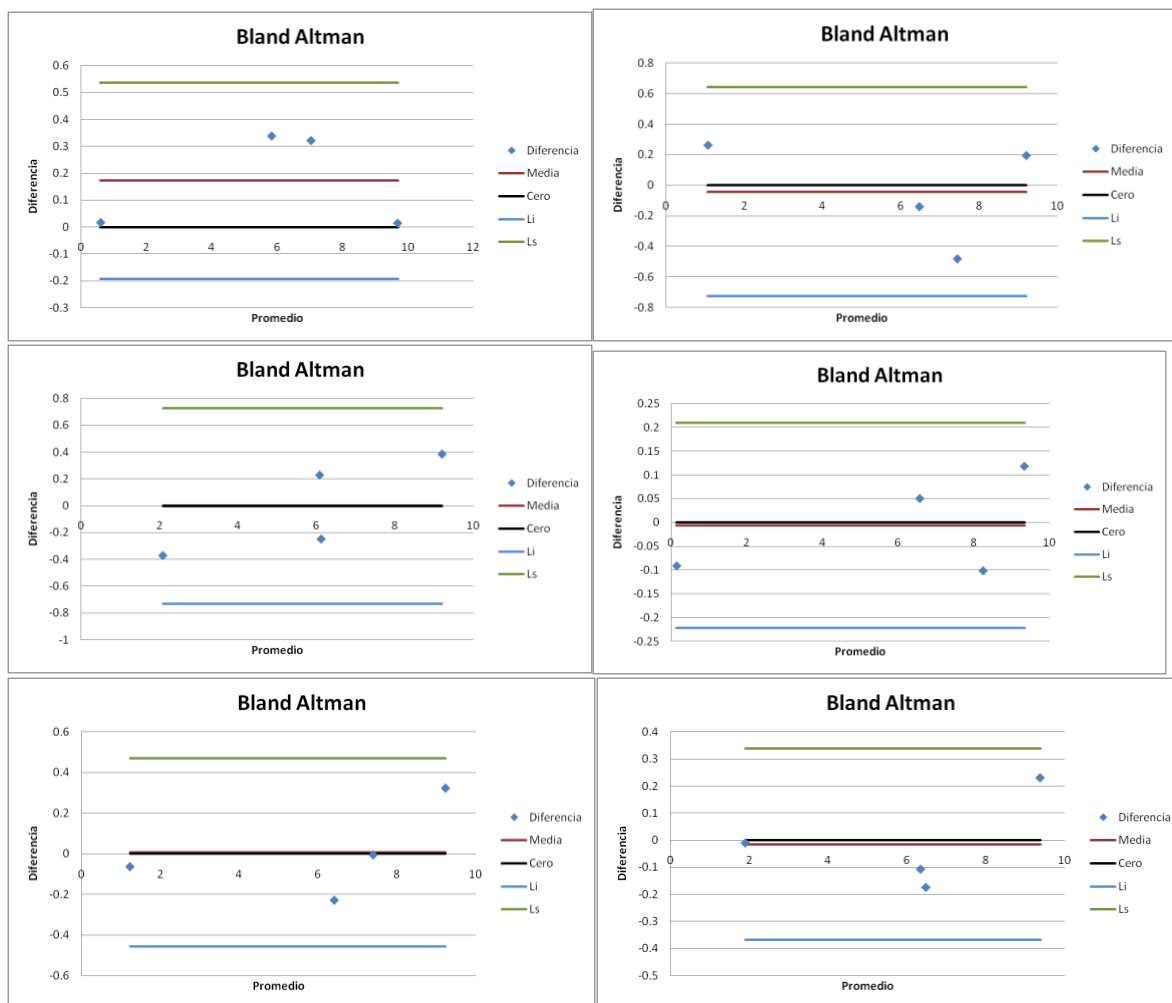 Bland Altman
0.6
0.5
0.4
0.3
0.2
0.1
0
-0.1
-0.2
-0.3
0 2 4 6 8 10 12
Diferencia
Promedio
Diferencia
Media
Cero
Li
Ls
Bland Altman
0.8
0.6
0.4
0.2
0
-0.2
-0.4
-0.6
-0.8
0 2 4 6 8 10
Diferencia
Promedio
Diferencia
Media
Cero
Li
Ls
Bland Altman
0.8
0.6
0.4
0.2
0
-0.2
-0.4
-0.6
-0.8
-1
0 2 4 6 8 10
Diferencia
Promedio
Diferencia
Media
Cero
Li
Ls
Bland Altman
0.25
0.2
0.15
0.1
0.05
0
-0.05
-0.1
-0.15
-0.2
-0.25
0 2 4 6 8 10
Diferencia
Promedio
Diferencia
Media
Cero
Li
Ls
Bland Altman
0.6
0.4
0.2
0
-0.2
-0.4
-0.6
0 2 4 6 8 10
Diferencia
Promedio
Diferencia
Media
Cero
Li
Ls
Bland Altman
0.4
0.3
0.2
0.1
0
-0.1
-0.2
-0.3
-0.4
-0.5
0 2 4 6 8 10
Diferencia
Promedio
Diferencia
Media
Cero
Li
Ls